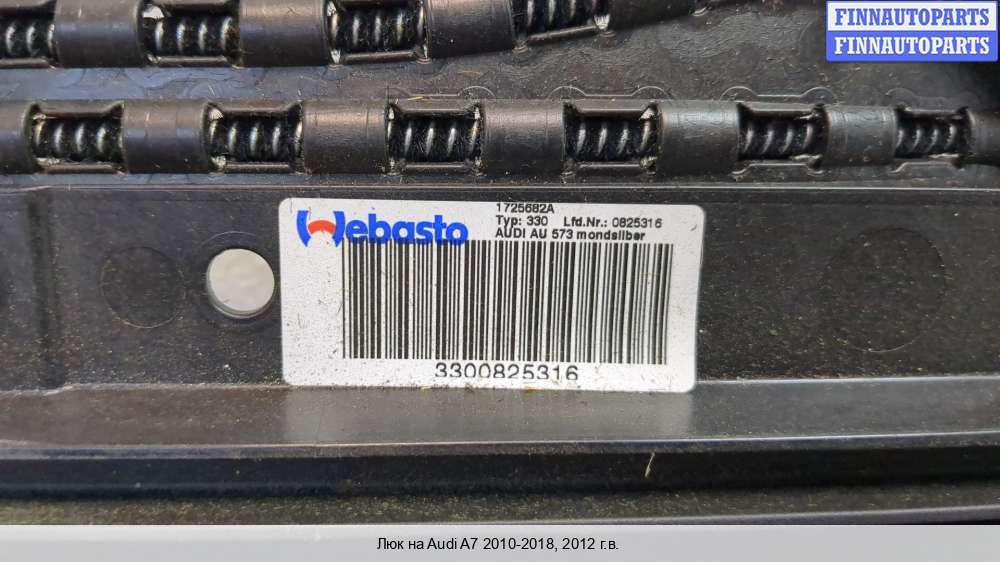 FINNAUTOPARTS
FINNAUTOPARTS
Webasto
1725682A
Typ: 330 Lfd.Nr.: 0825316
AUDI AU 573 mondsilber
3300825316
Люк на Audi A7 2010-2018, 2012 г.в.